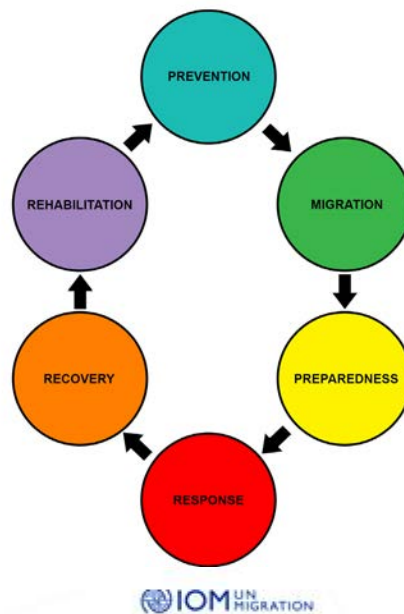 PREVENTION
MIGRATION
PREPAREDNESS
RESPONSE
RECOVERY
REHABILITATION
IOM UN
MIGRATION